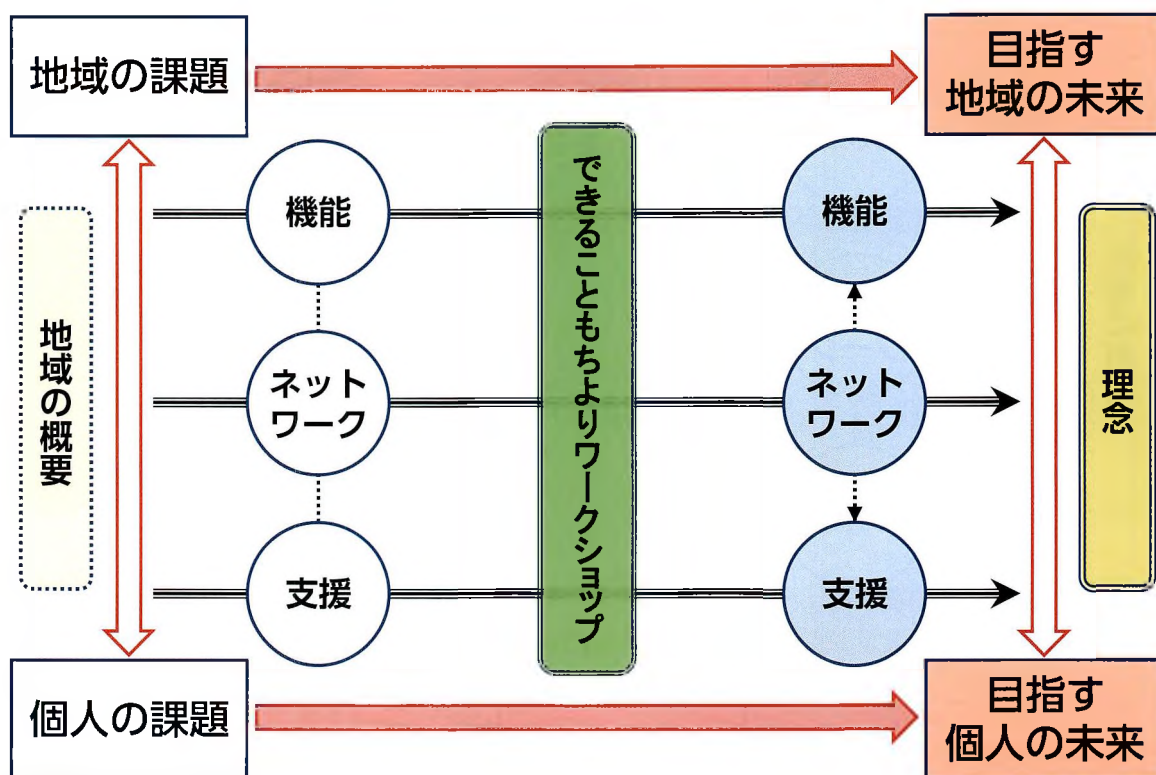 地域の課題
目指す
地域の未来
機能
機能
地域の概要
ネット
ワーク
できることもちよりワークショップ
ネット
ワーク
理念
支援
支援
個人の課題
目指す
個人の未来